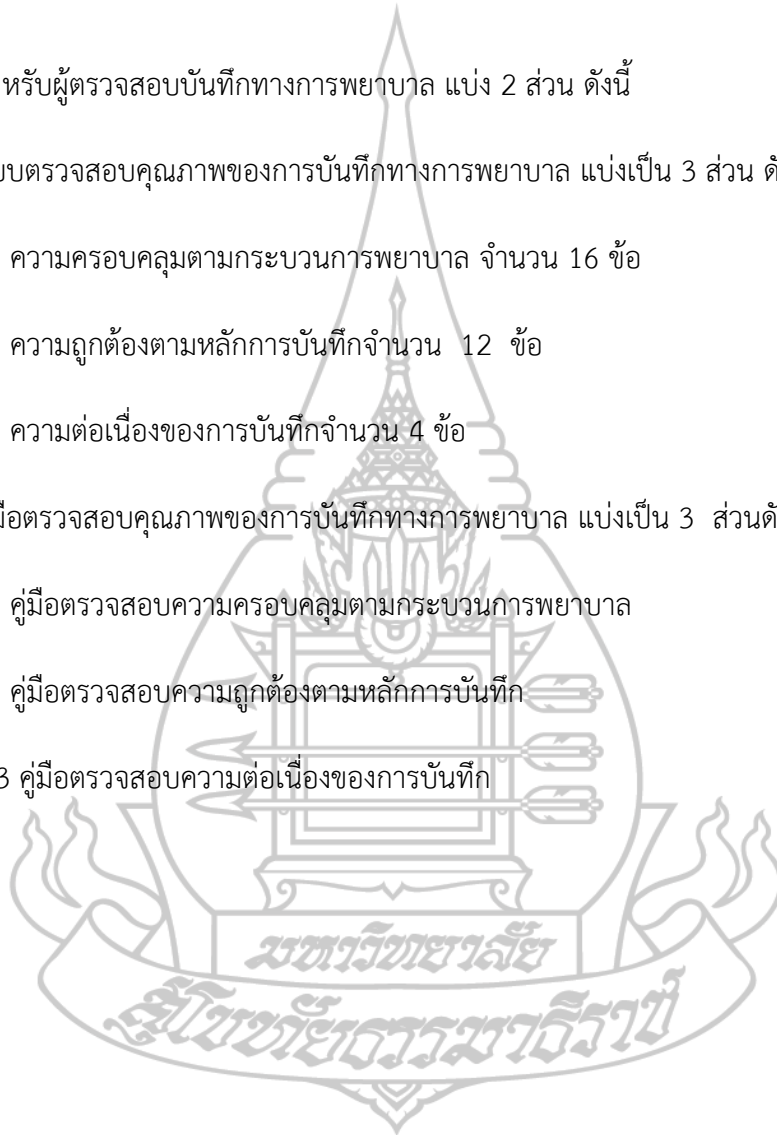 หรับผู้ตรวจสอบบันทึกทางการพยาบาล แบ่ง 2 ส่วน ดังนี้
บบตรวจสอบคุณภาพของการบันทึกทางการพยาบาล แบ่งเป็น 3 ส่วน ดั
ความครอบคลุมตามกระบวนการพยาบาล จำนวน 16 ข้อ
ความถูกต้องตามหลักการบันทึกจำนวน 12 ข้อ
ความต่อเนื่องของการบันทึกจำนวน 4 ข้อ
มือตรวจสอบคุณภาพของการบันทึกทางการพยาบาล แบ่งเป็น 3 ส่วนดั
คู่มือตรวจสอบความครอบคลุมตามกระบวนการพยาบาล
คู่มือตรวจสอบความถูกต้องตามหลักการบันทึก
3 คู่มือตรวจสอบความต่อเนื่องของการบันทึก
มหาวิทยาลัย
สุโขทัยธรรมาธิราช